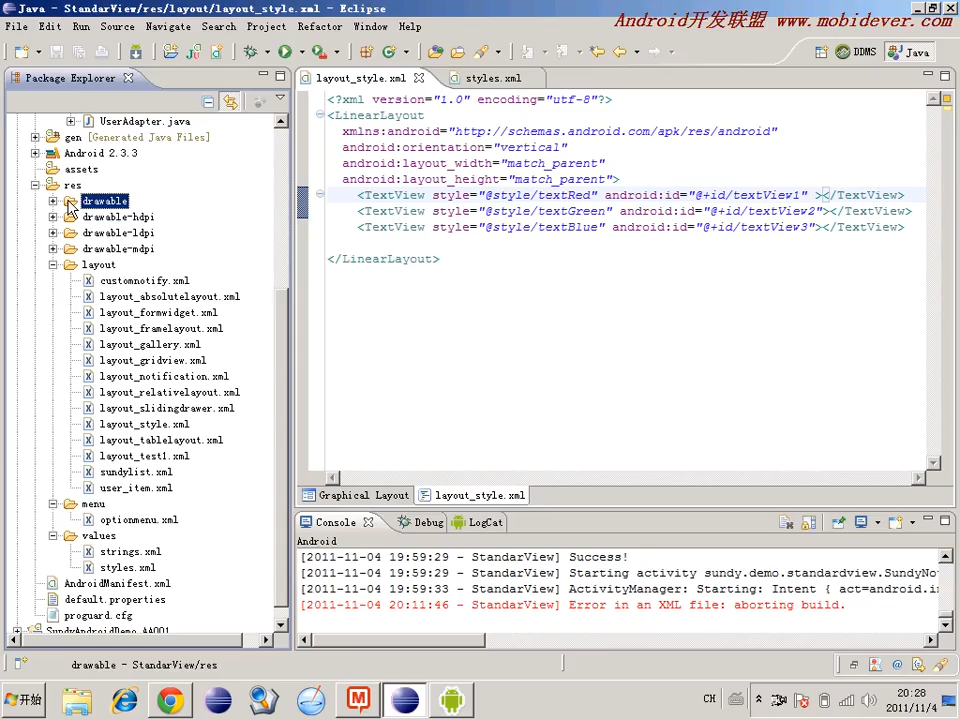 Java - StandarView/res/layout/layout_style.xml - Eclipse
Android开发联盟 www.mobidever.com
File Edit Run Source Navigate Search Project Refactor Window Help
DDMS Java
Package Explorer
layout_style.xml styles.xml
UserAdapter.java
gen [Generated Java Files]
Android 2.3.3
assets
res
drawable
drawable-hdpi
drawable-ldpi
drawable-mdpi
layout
customnotify.xml
layout_absolutelayout.xml
layout_formwidget.xml
layout_framelayout.xml
layout_gallery.xml
layout_gridview.xml
layout_notification.xml
layout_relativelayout.xml
layout_slidingdrawer.xml
layout_style.xml
layout_tablelayout.xml
layout_test1.xml
sundylist.xml
user_item.xml
menu
optionmenu.xml
values
strings.xml
styles.xml
AndroidManifest.xml
default.properties
proguard.cfg
SundyAndroidDemo_AA001
<?xml version="1.0" encoding="utf-8"?>
<LinearLayout
xmlns:android="http://schemas.android.com/apk/res/android"
android:orientation="vertical"
android:layout_width="match_parent"
android:layout_height="match_parent">
<TextView style="@style/textRed" android:id="@+id/textView1" ></TextView>
<TextView style="@style/textGreen" android:id="@+id/textView2"></TextView>
<TextView style="@style/textBlue" android:id="@+id/textView3"></TextView>
</LinearLayout>
Graphical Layout layout_style.xml
Console Debug LogCat
Android
[2011-11-04 19:59:29 - StandarView] Success!
[2011-11-04 19:59:29 - StandarView] Starting activity sundy.demo.standardview.SundyNo
[2011-11-04 19:59:33 - StandarView] ActivityManager: Starting: Intent { act=android.in
[2011-11-04 20:11:46 - StandarView] Error in an XML file: aborting build.
drawable - StandarView/res
开始
CH
20:28
2011/11/4